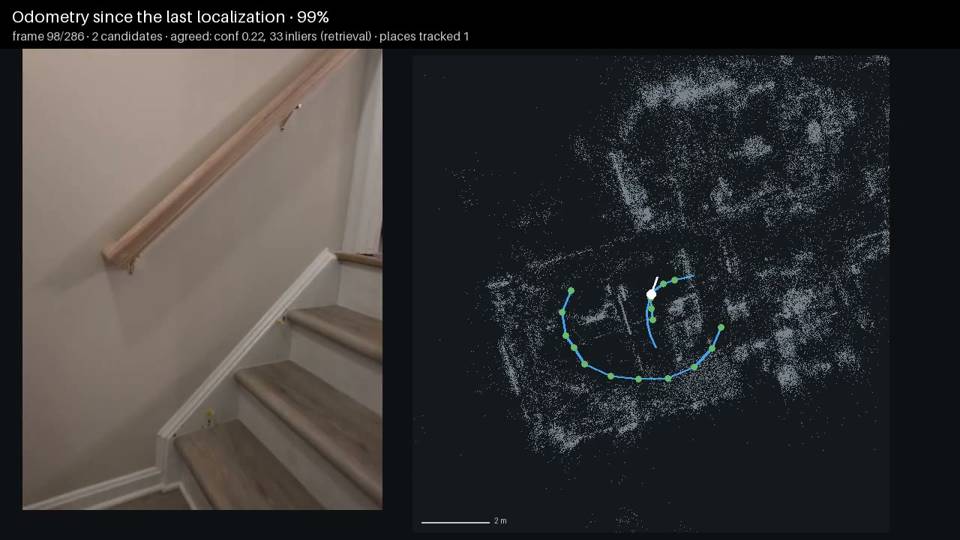 Odometry since the last localization · 99%
frame 98/286 · 2 candidates · agreed: conf 0.22, 33 inliers (retrieval) · places tracked 1
2 m